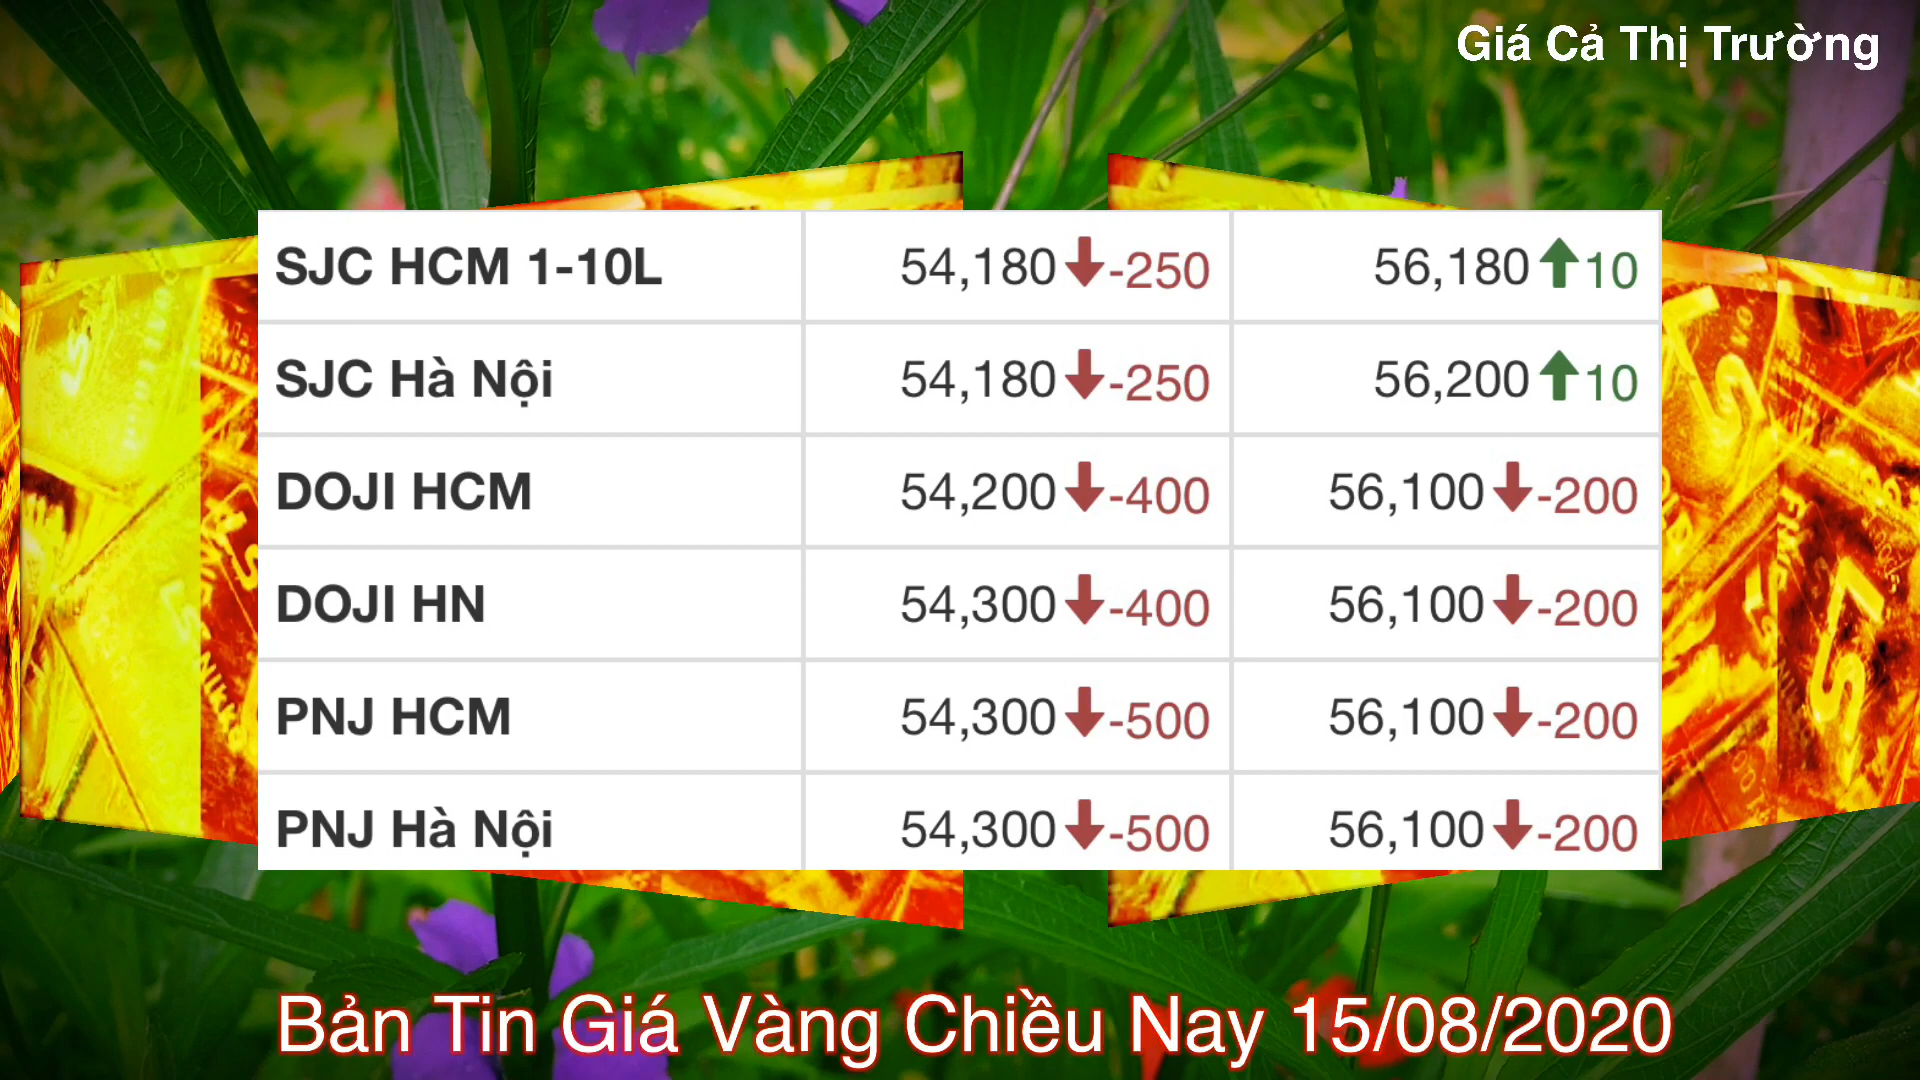 Giá Cả Thị Trường
SJC HCM 1-10L 54,180 -250 56,180 10
SJC Hà Nội 54,180 -250 56,200 10
DOJI HCM 54,200 -400 56,100 -200
DOJI HN 54,300 -400 56,100 -200
PNJ HCM 54,300 -500 56,100 -200
PNJ Hà Nội 54,300 -500 56,100 -200
Bản Tin Giá Vàng Chiều Nay 15/08/2020